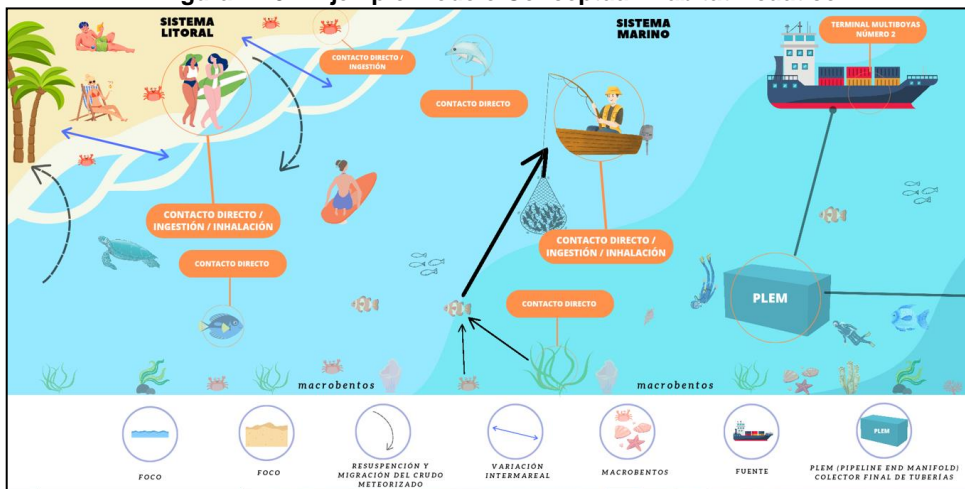 SISTEMA
LITORAL
SISTEMA
MARINO
TERMINAL MULTIBOYAS
NÚMERO 2
CONTACTO DIRECTO /
INGESTIÓN
CONTACTO DIRECTO
CONTACTO DIRECTO /
INGESTIÓN / INHALACIÓN
CONTACTO DIRECTO /
INGESTIÓN / INHALACIÓN
CONTACTO DIRECTO
CONTACTO DIRECTO
PLEM
macrobentos
macrobentos
PLEM
FOCO
FOCO
RESUSPENCIÓN Y
MIGRACIÓN DEL CRUDO
METEORIZADO
VARIACIÓN
INTERMAREAL
MACROBENTOS
FUENTE
PLEM (PIPELINE END MANIFOLD)
COLECTOR FINAL DE TUBERÍAS